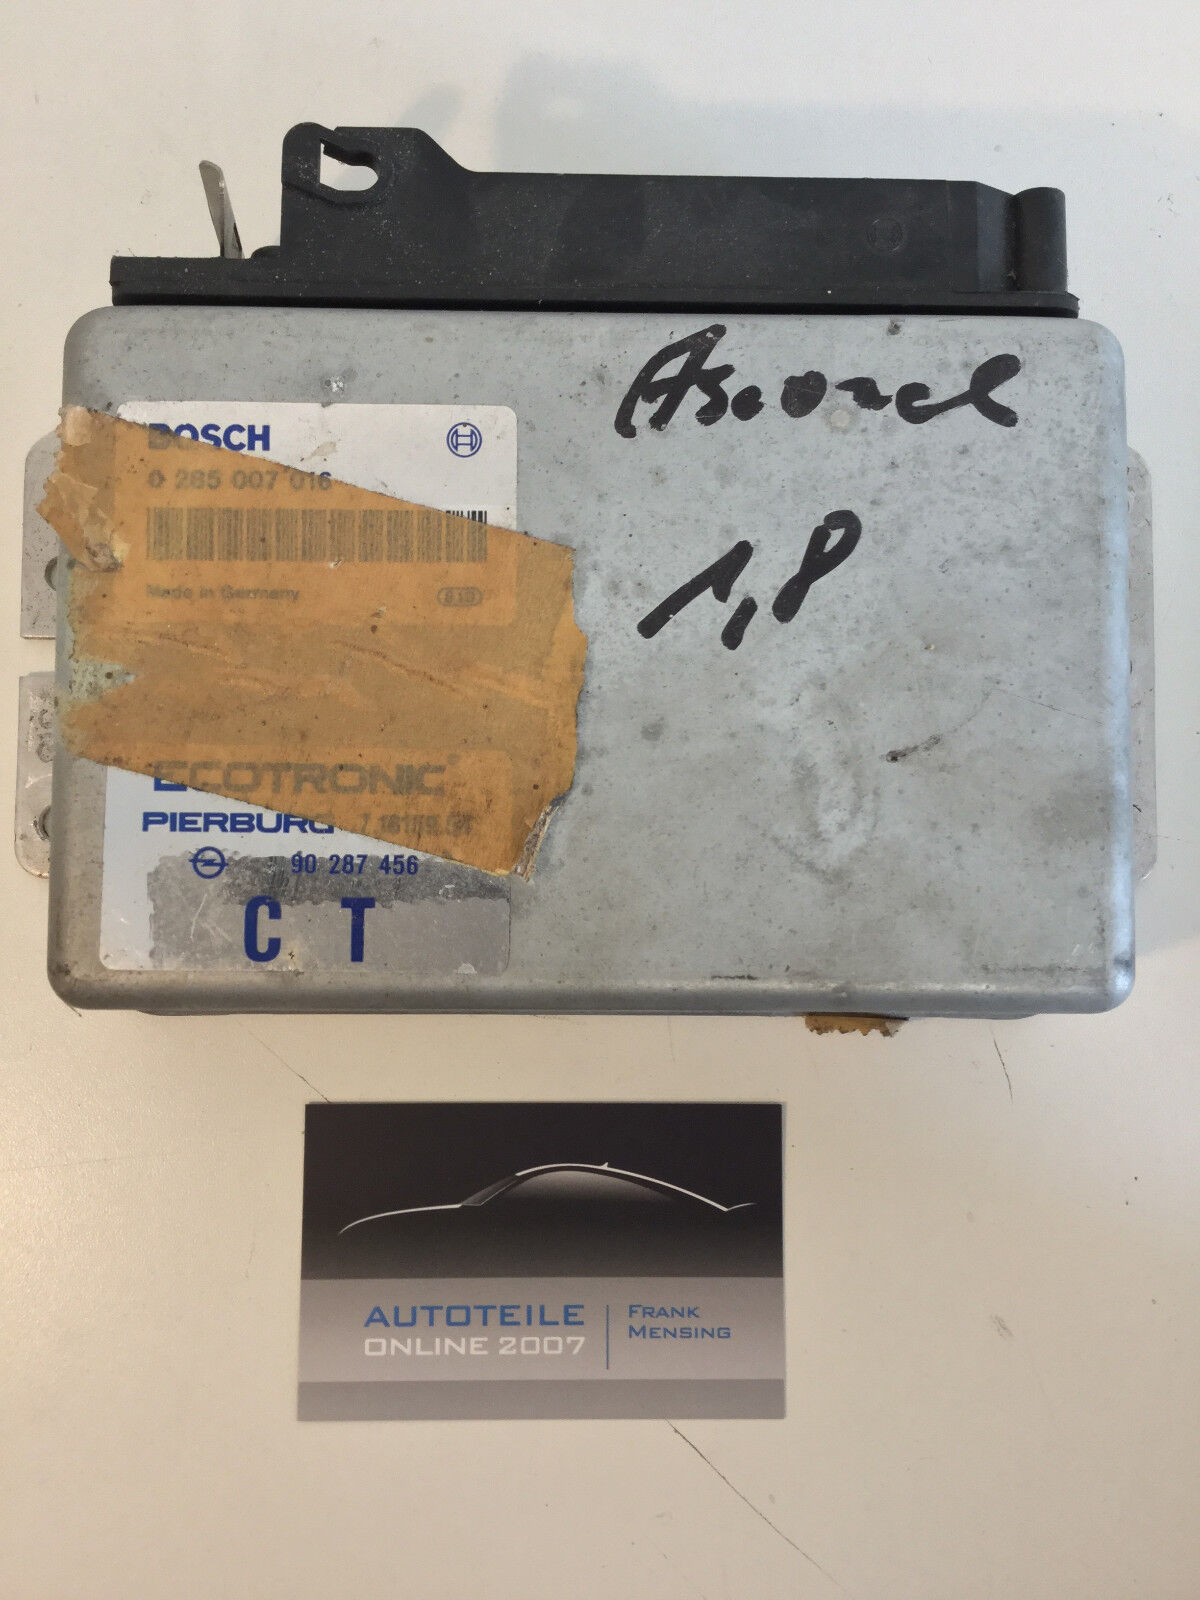 BOSCH
0 285 007 016
Made in Germany
ECOTRONIC
PIERBURG
90 287 456
C T
1,8
AUTOTEILE
ONLINE 2007
FRANK
MENSING